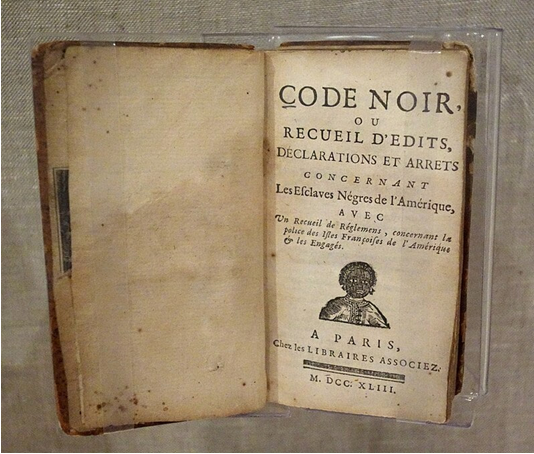 CODE NOIR,
OU
RECUEIL D'EDITS,
DÉCLARATIONS ET ARRETS
CONCERNANT
Les Esclaves Négres de l'Amérique,
AVEC
Un Recueil de Réglemens, concernant la
police des Isles Françoises de l'Amérique
& les Engagés.
A PARIS,
Chez les LIBRAIRES ASSOCIEZ.
M. DCC. XLIII.